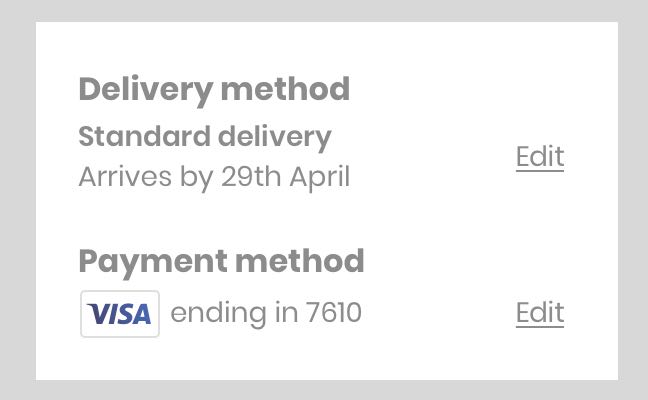 Delivery method
Standard delivery
Arrives by 29th April
Edit
Payment method
VISA ending in 7610
Edit